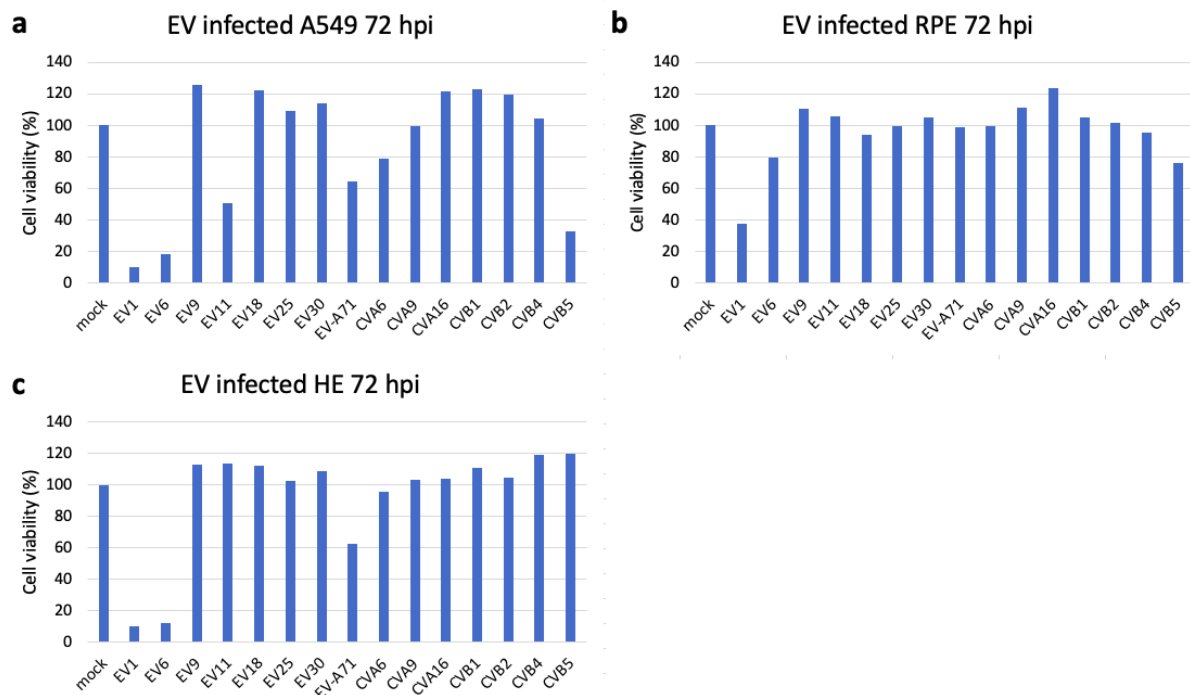 a
EV infected A549 72 hpi
Cell viability (%)
140
120
100
80
60
40
20
0
mock
EV1
EV6
EV9
EV11
EV18
EV25
EV30
EV-A71
CVA6
CVA9
CVA16
CVB1
CVB2
CVB4
CVB5
b
EV infected RPE 72 hpi
Cell viability (%)
140
120
100
80
60
40
20
0
mock
EV1
EV6
EV9
EV11
EV18
EV25
EV30
EV-A71
CVA6
CVA9
CVA16
CVB1
CVB2
CVB4
CVB5
c
EV infected HE 72 hpi
Cell viability (%)
140
120
100
80
60
40
20
0
mock
EV1
EV6
EV9
EV11
EV18
EV25
EV30
EV-A71
CVA6
CVA9
CVA16
CVB1
CVB2
CVB4
CVB5